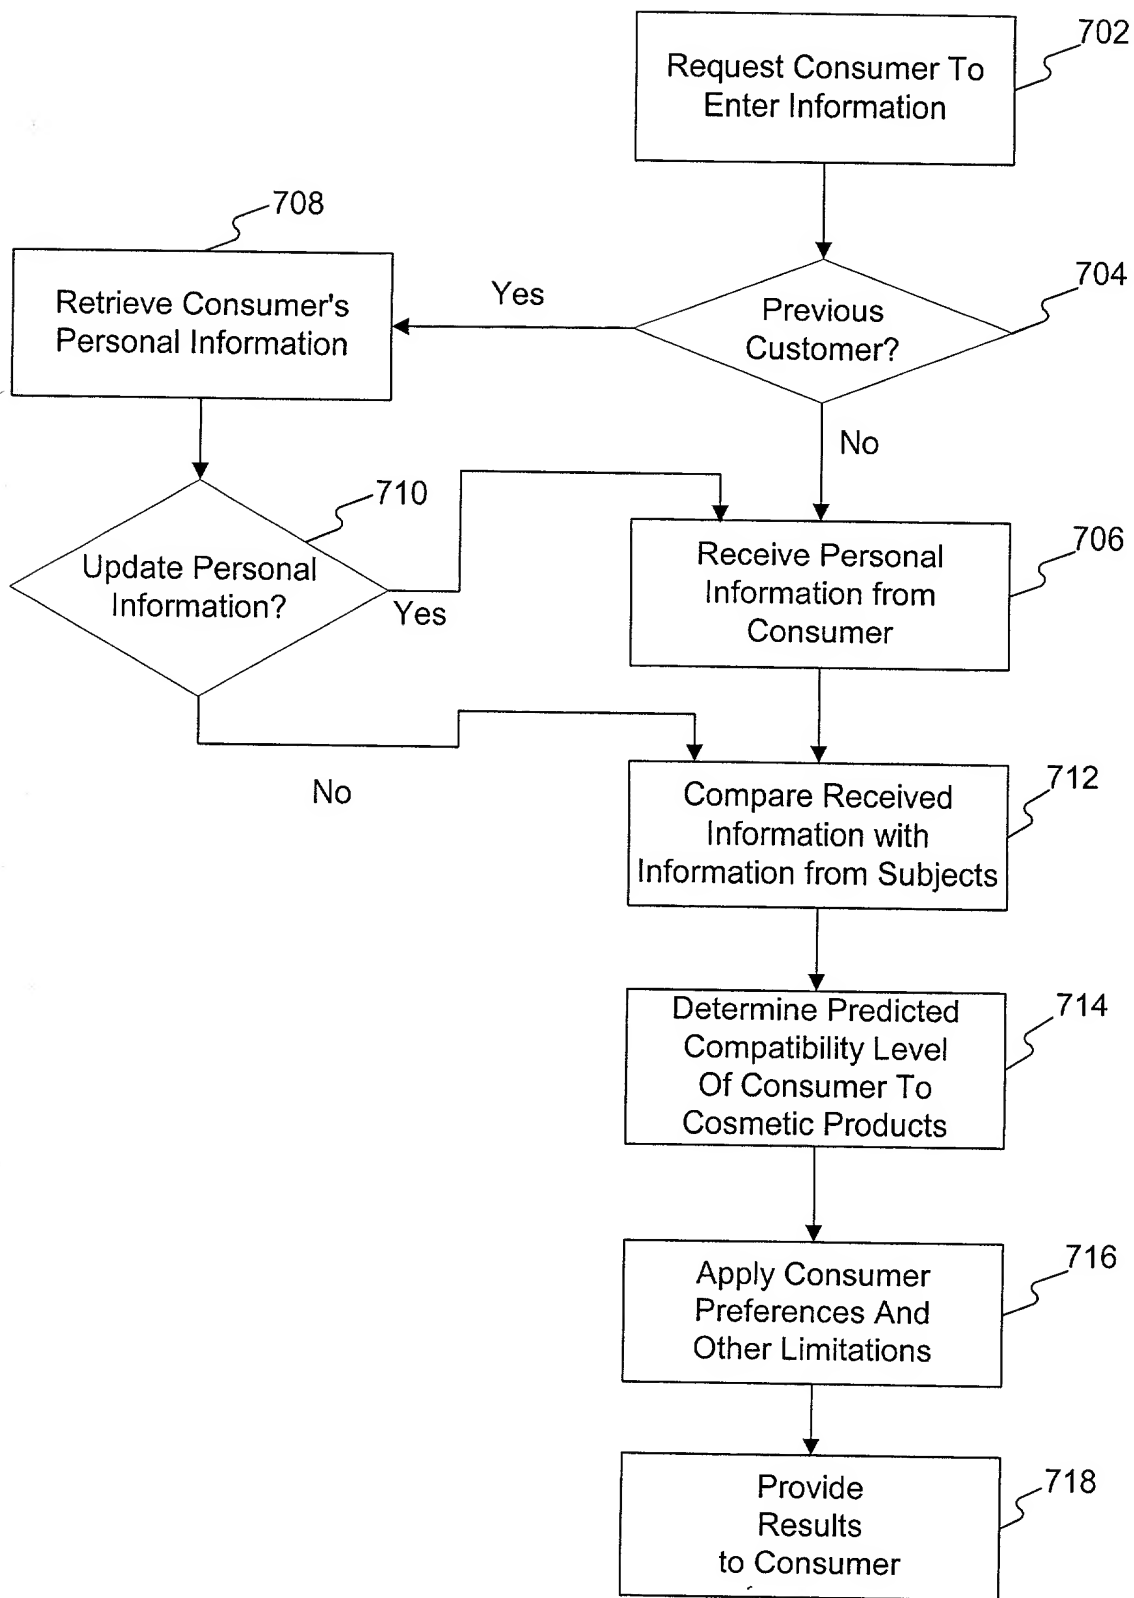 702
Request Consumer To
Enter Information
708
704
Yes
Previous
Customer?
Retrieve Consumer's
Personal Information
No
710
706
Update Personal
Information?
Yes
Receive Personal
Information from
Consumer
No
712
Compare Received
Information with
Information from Subjects
714
Determine Predicted
Compatibility Level
Of Consumer To
Cosmetic Products
716
Apply Consumer
Preferences And
Other Limitations
718
Provide
Results
to Consumer